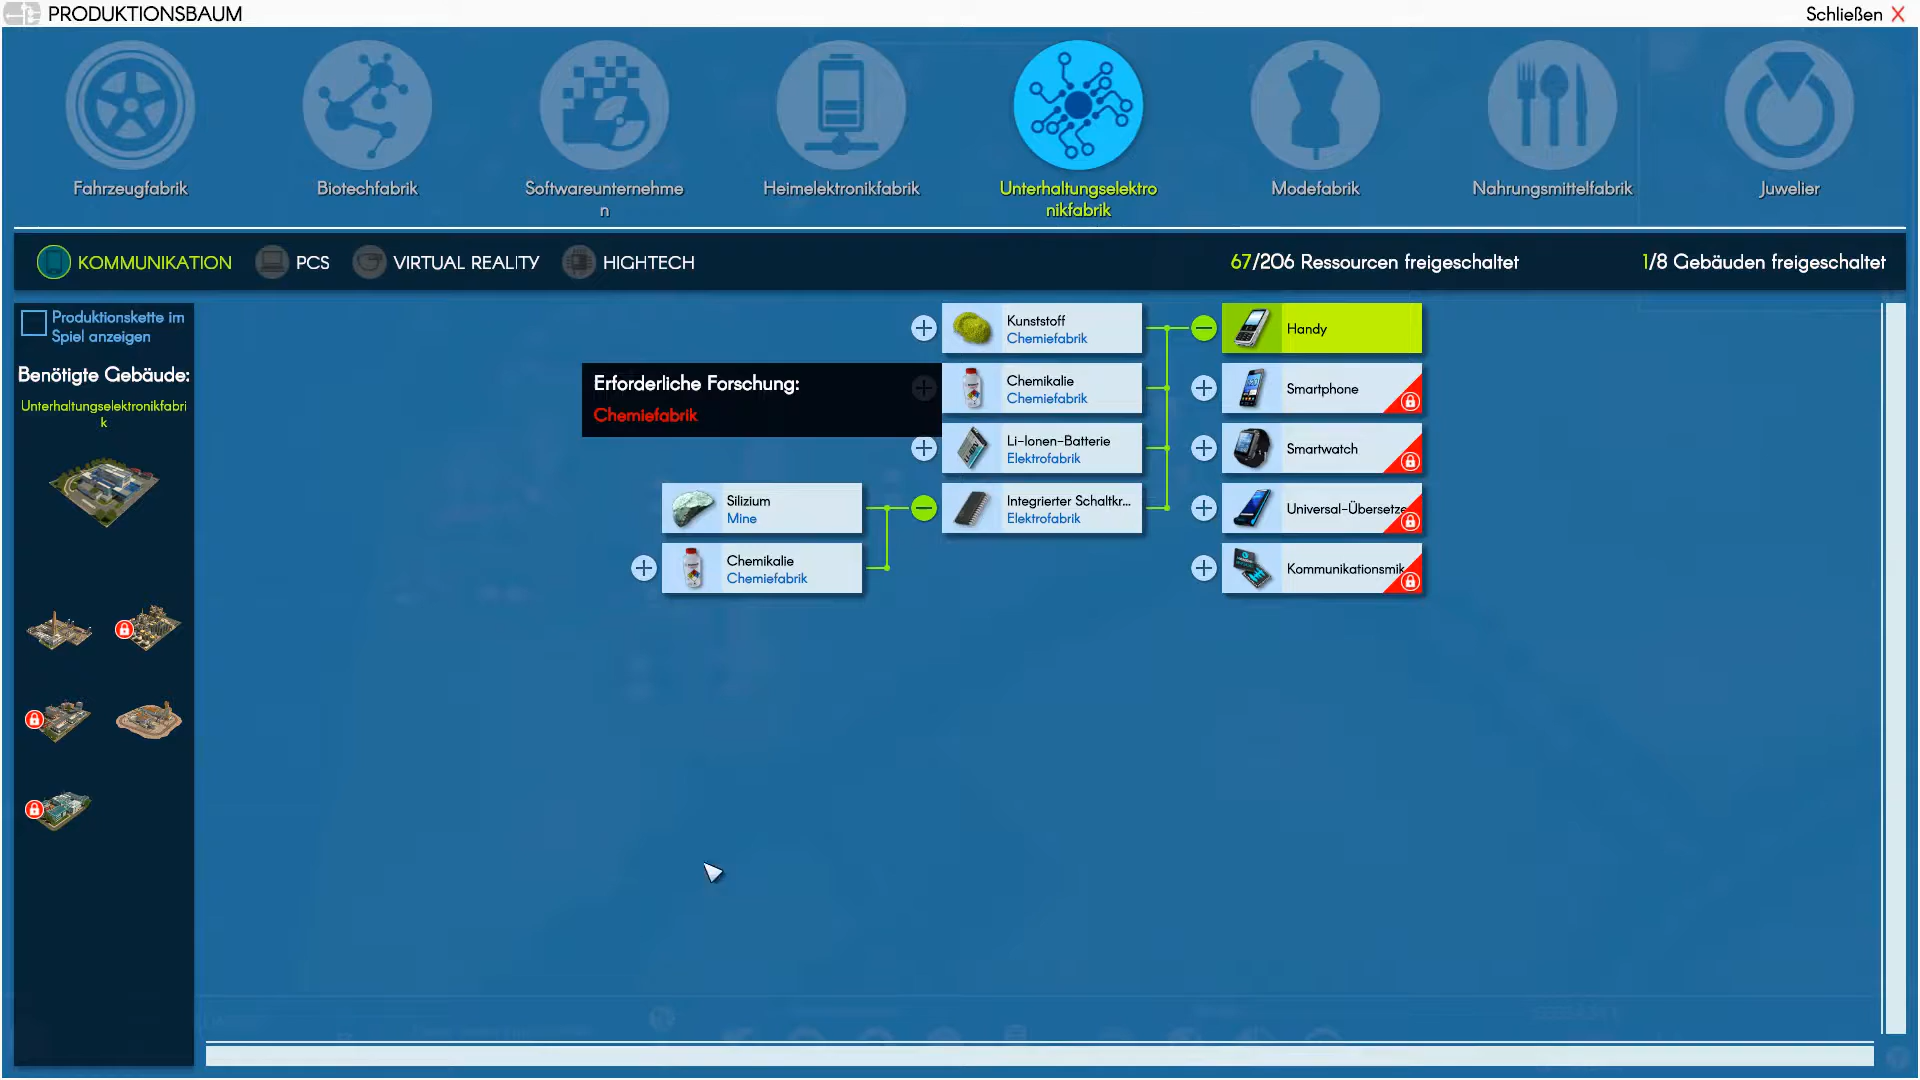 PRODUKTIONSBAUM
Schließen X
Fahrzeugfabrik
Biotechfabrik
Softwareunternehme
n
Heimelektronikfabrik
Unterhaltungselektro
nikfabrik
Modefabrik
Nahrungsmittelfabrik
Juwelier
KOMMUNIKATION
PCS
VIRTUAL REALITY
HIGHTECH
67/206 Ressourcen freigeschaltet
1/8 Gebäuden freigeschaltet
Produktionskette im
Spiel anzeigen
Benötigte Gebäude:
Unterhaltungselektronikfabri
k
Kunststoff
Chemiefabrik
Handy
Erforderliche Forschung:
Chemiefabrik
Chemikalie
Chemiefabrik
Smartphone
Li-Ionen-Batterie
Elektrofabrik
Smartwatch
Silizium
Mine
Integrierter Schaltkr...
Elektrofabrik
Universal-Übersetze
Chemikalie
Chemiefabrik
Kommunikationsmik